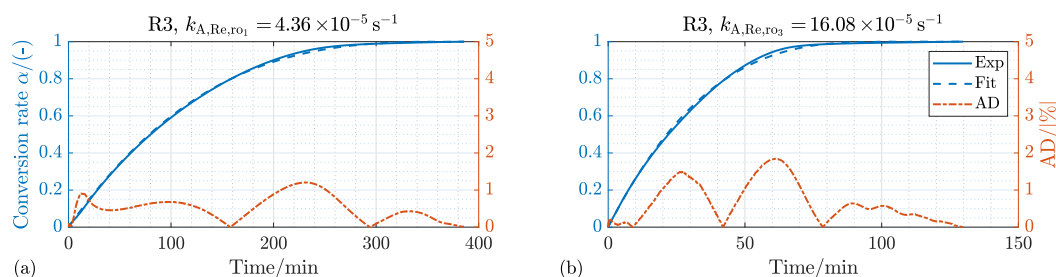 R3, k_A,Re,ro₁ = 4.36 × 10⁻⁵ s⁻¹
Conversion rate α/(-)
1
0.8
0.6
0.4
0.2
0
5
4
3
2
1
0
0 100 200 300 400
Time/min
(a)
R3, k_A,Re,ro₃ = 16.08 × 10⁻⁵ s⁻¹
1
0.8
0.6
0.4
0.2
0
Exp
Fit
AD
5
4
3
2
1
0
AD/|%|
0 50 100 150
Time/min
(b)